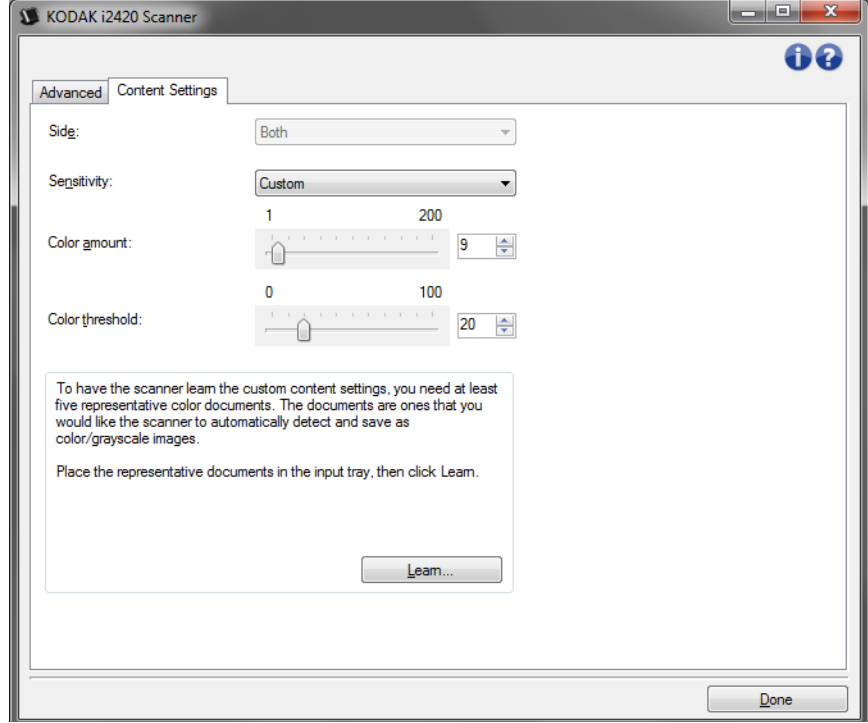 KODAK i2420 Scanner
Advanced
Content Settings
Side:
Both
Sensitivity:
Custom
1 200
Color amount:
9
0 100
Color threshold:
20
To have the scanner learn the custom content settings, you need at least
five representative color documents. The documents are ones that you
would like the scanner to automatically detect and save as
color/grayscale images.
Place the representative documents in the input tray, then click Learn.
Learn...
Done